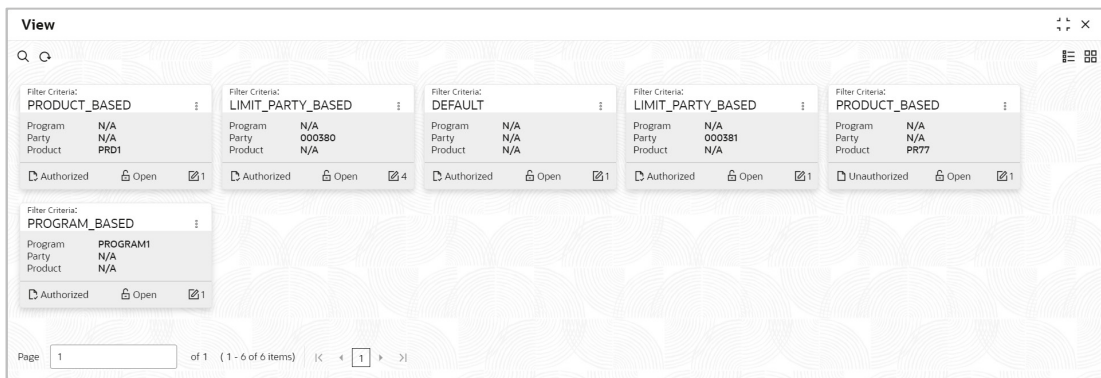 View
Filter Criteria:
PRODUCT_BASED
Program N/A
Party N/A
Product PRD1
Authorized Open 1
Filter Criteria:
LIMIT_PARTY_BASED
Program N/A
Party 000380
Product N/A
Authorized Open 4
Filter Criteria:
DEFAULT
Program N/A
Party N/A
Product N/A
Authorized Open 1
Filter Criteria:
LIMIT_PARTY_BASED
Program N/A
Party 000381
Product N/A
Authorized Open 1
Filter Criteria:
PRODUCT_BASED
Program N/A
Party N/A
Product PR77
Unauthorized Open 1
Filter Criteria:
PROGRAM_BASED
Program PROGRAM1
Party N/A
Product N/A
Authorized Open 1
Page 1 of 1 ( 1 - 6 of 6 items) 1